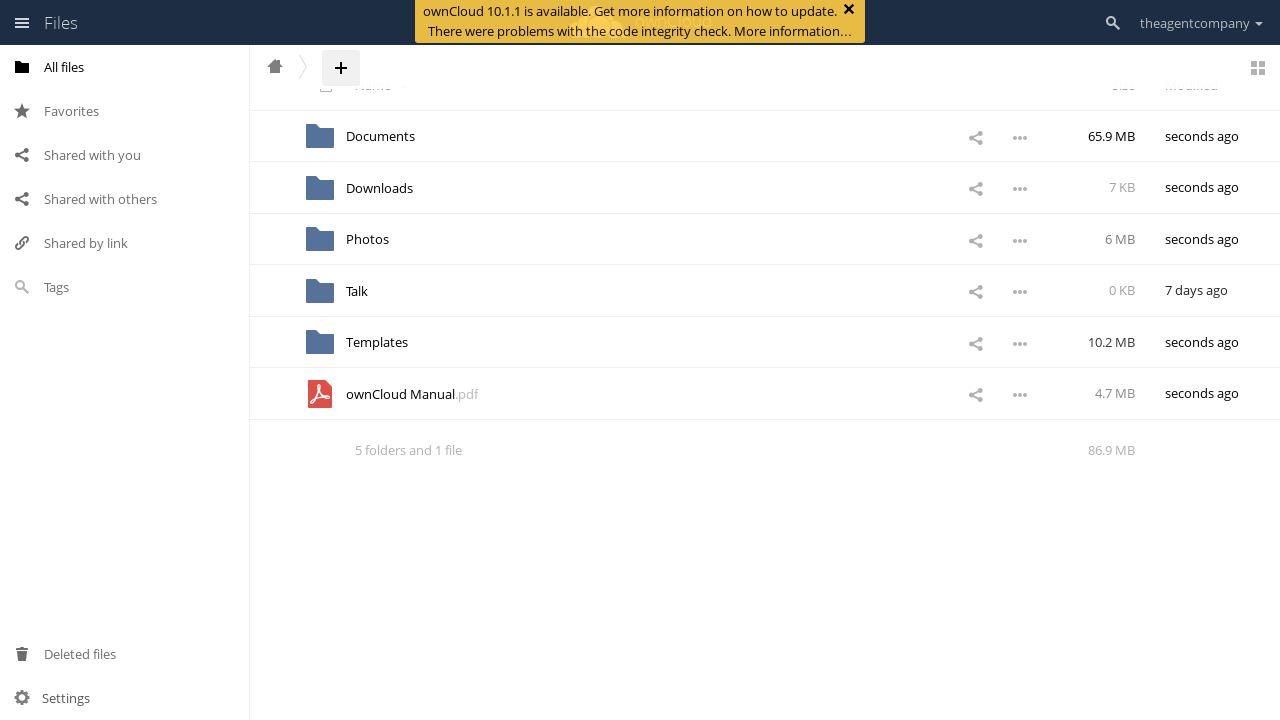 Files
ownCloud 10.1.1 is available. Get more information on how to update.
There were problems with the code integrity check. More information…
theagentcompany
All files
Favorites
Shared with you
Shared with others
Shared by link
Tags
Deleted files
Settings
Name
Size
Modified
Documents 65.9 MB seconds ago
Downloads 7 KB seconds ago
Photos 6 MB seconds ago
Talk 0 KB 7 days ago
Templates 10.2 MB seconds ago
ownCloud Manual.pdf 4.7 MB seconds ago
5 folders and 1 file 86.9 MB